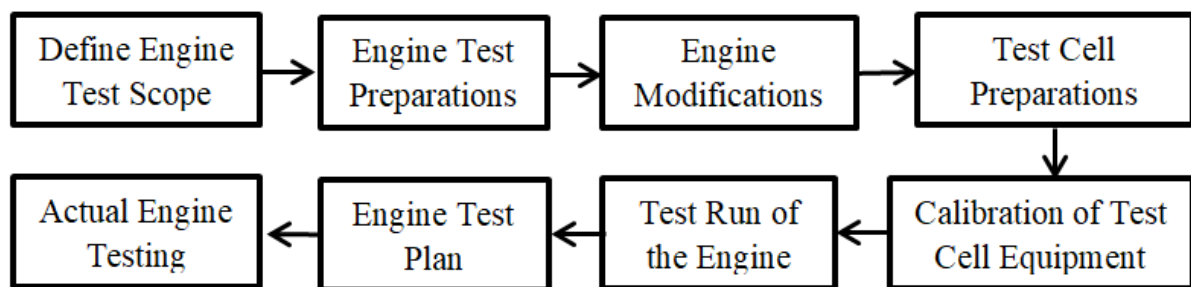 Define Engine
Test Scope
Engine Test
Preparations
Engine
Modifications
Test Cell
Preparations
Calibration of Test
Cell Equipment
Test Run of
the Engine
Engine Test
Plan
Actual Engine
Testing